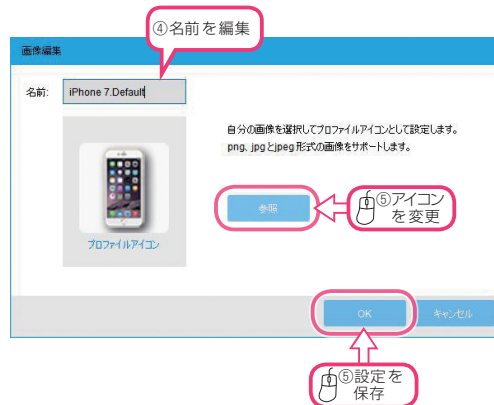 ④名前を編集
画像編集
名前: iPhone 7.Default
自分の画像を選択してプロファイルアイコンとして設定します。
png, jpgとjpeg形式の画像をサポートします。
参照
⑤アイコン
を変更
プロファイルアイコン
OK キャンセル
⑤設定を
保存